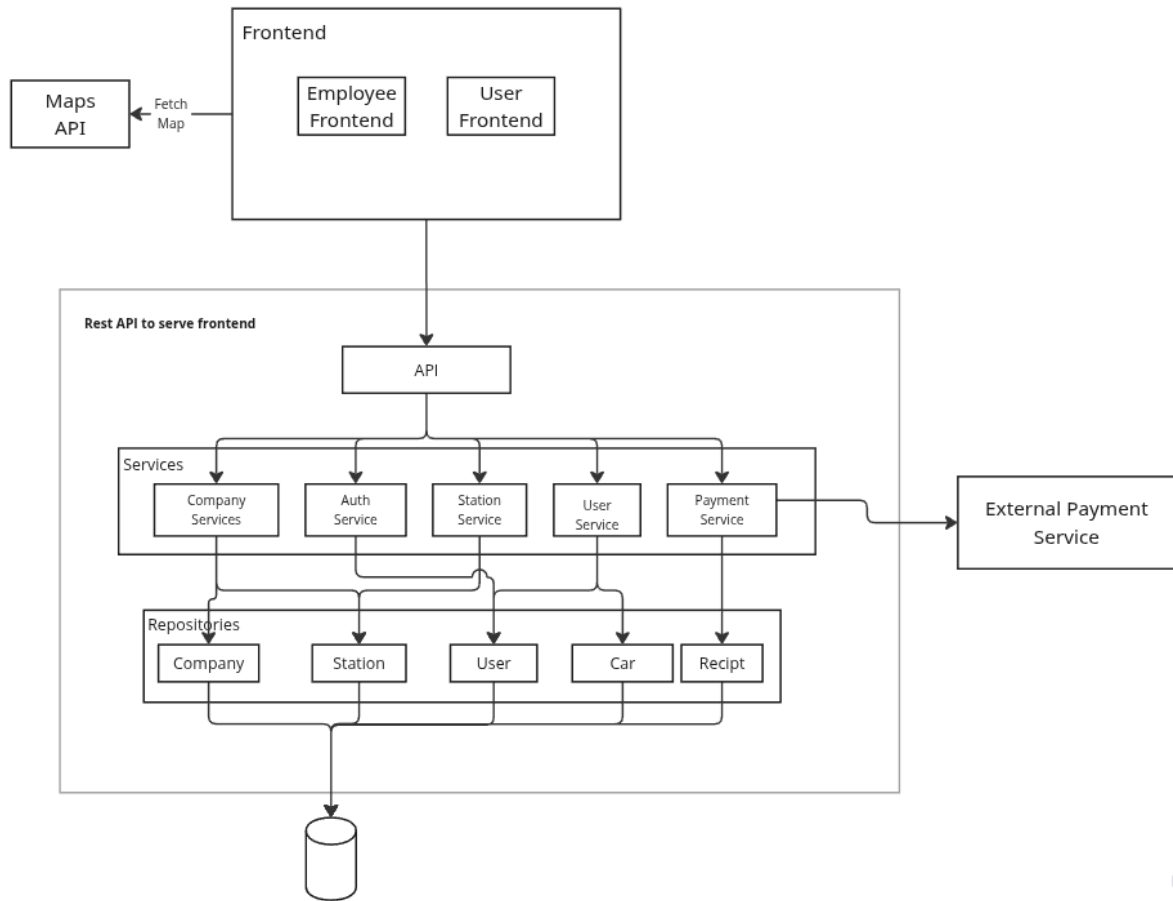 Frontend
Employee
Frontend
User
Frontend
Maps
API
Fetch
Map
Rest API to serve frontend
API
Services
Company
Services
Auth
Service
Station
Service
User
Service
Payment
Service
External Payment
Service
Repositories
Company
Station
User
Car
Recipt